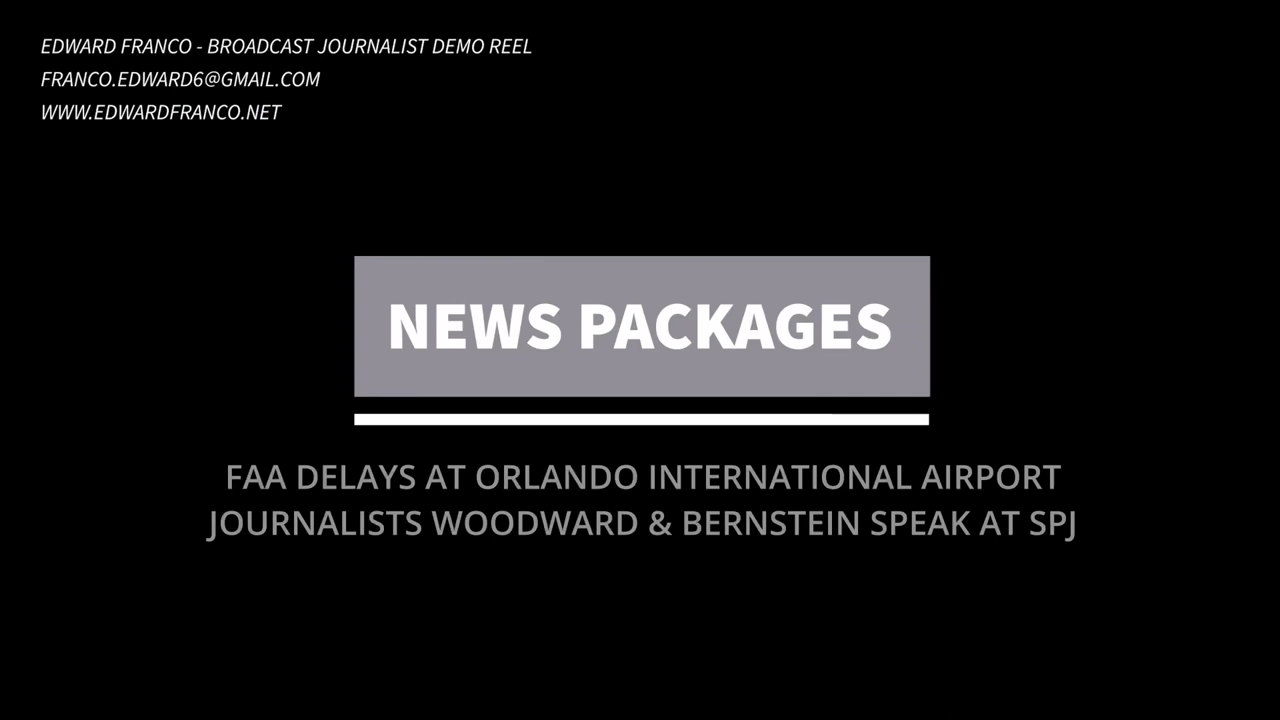 EDWARD FRANCO - BROADCAST JOURNALIST DEMO REEL
FRANCO.EDWARD6@GMAIL.COM
WWW.EDWARDFRANCO.NET
NEWS PACKAGES
FAA DELAYS AT ORLANDO INTERNATIONAL AIRPORT
JOURNALISTS WOODWARD & BERNSTEIN SPEAK AT SPJ